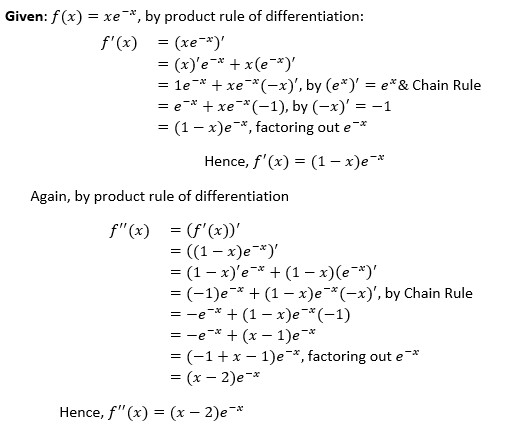 Given: f(x) = xe⁻ˣ, by product rule of differentiation:
f'(x) = (xe⁻ˣ)'
= (x)'e⁻ˣ + x(e⁻ˣ)'
= 1e⁻ˣ + xe⁻ˣ(−x)', by (eˣ)' = eˣ& Chain Rule
= e⁻ˣ + xe⁻ˣ(−1), by (−x)' = −1
= (1 − x)e⁻ˣ, factoring out e⁻ˣ
Hence, f'(x) = (1 − x)e⁻ˣ
Again, by product rule of differentiation
f''(x) = (f'(x))'
= ((1 − x)e⁻ˣ)'
= (1 − x)'e⁻ˣ + (1 − x)(e⁻ˣ)'
= (−1)e⁻ˣ + (1 − x)e⁻ˣ(−x)', by Chain Rule
= −e⁻ˣ + (1 − x)e⁻ˣ(−1)
= −e⁻ˣ + (x − 1)e⁻ˣ
= (−1 + x − 1)e⁻ˣ, factoring out e⁻ˣ
= (x − 2)e⁻ˣ
Hence, f''(x) = (x − 2)e⁻ˣ